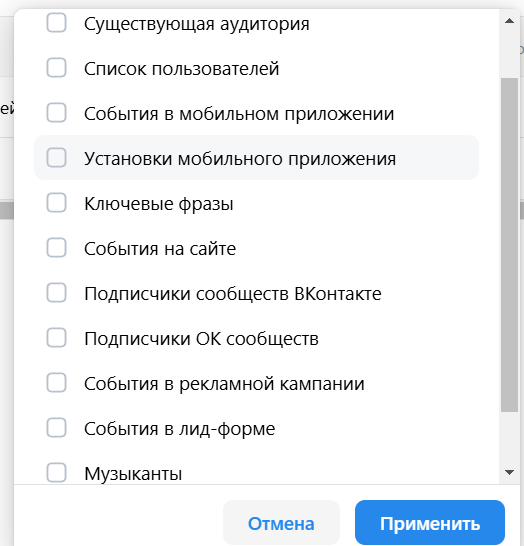 Существующая аудитория
Список пользователей
События в мобильном приложении
Установки мобильного приложения
Ключевые фразы
События на сайте
Подписчики сообществ ВКонтакте
Подписчики ОК сообществ
События в рекламной кампании
События в лид-форме
Музыканты
Отмена
Применить